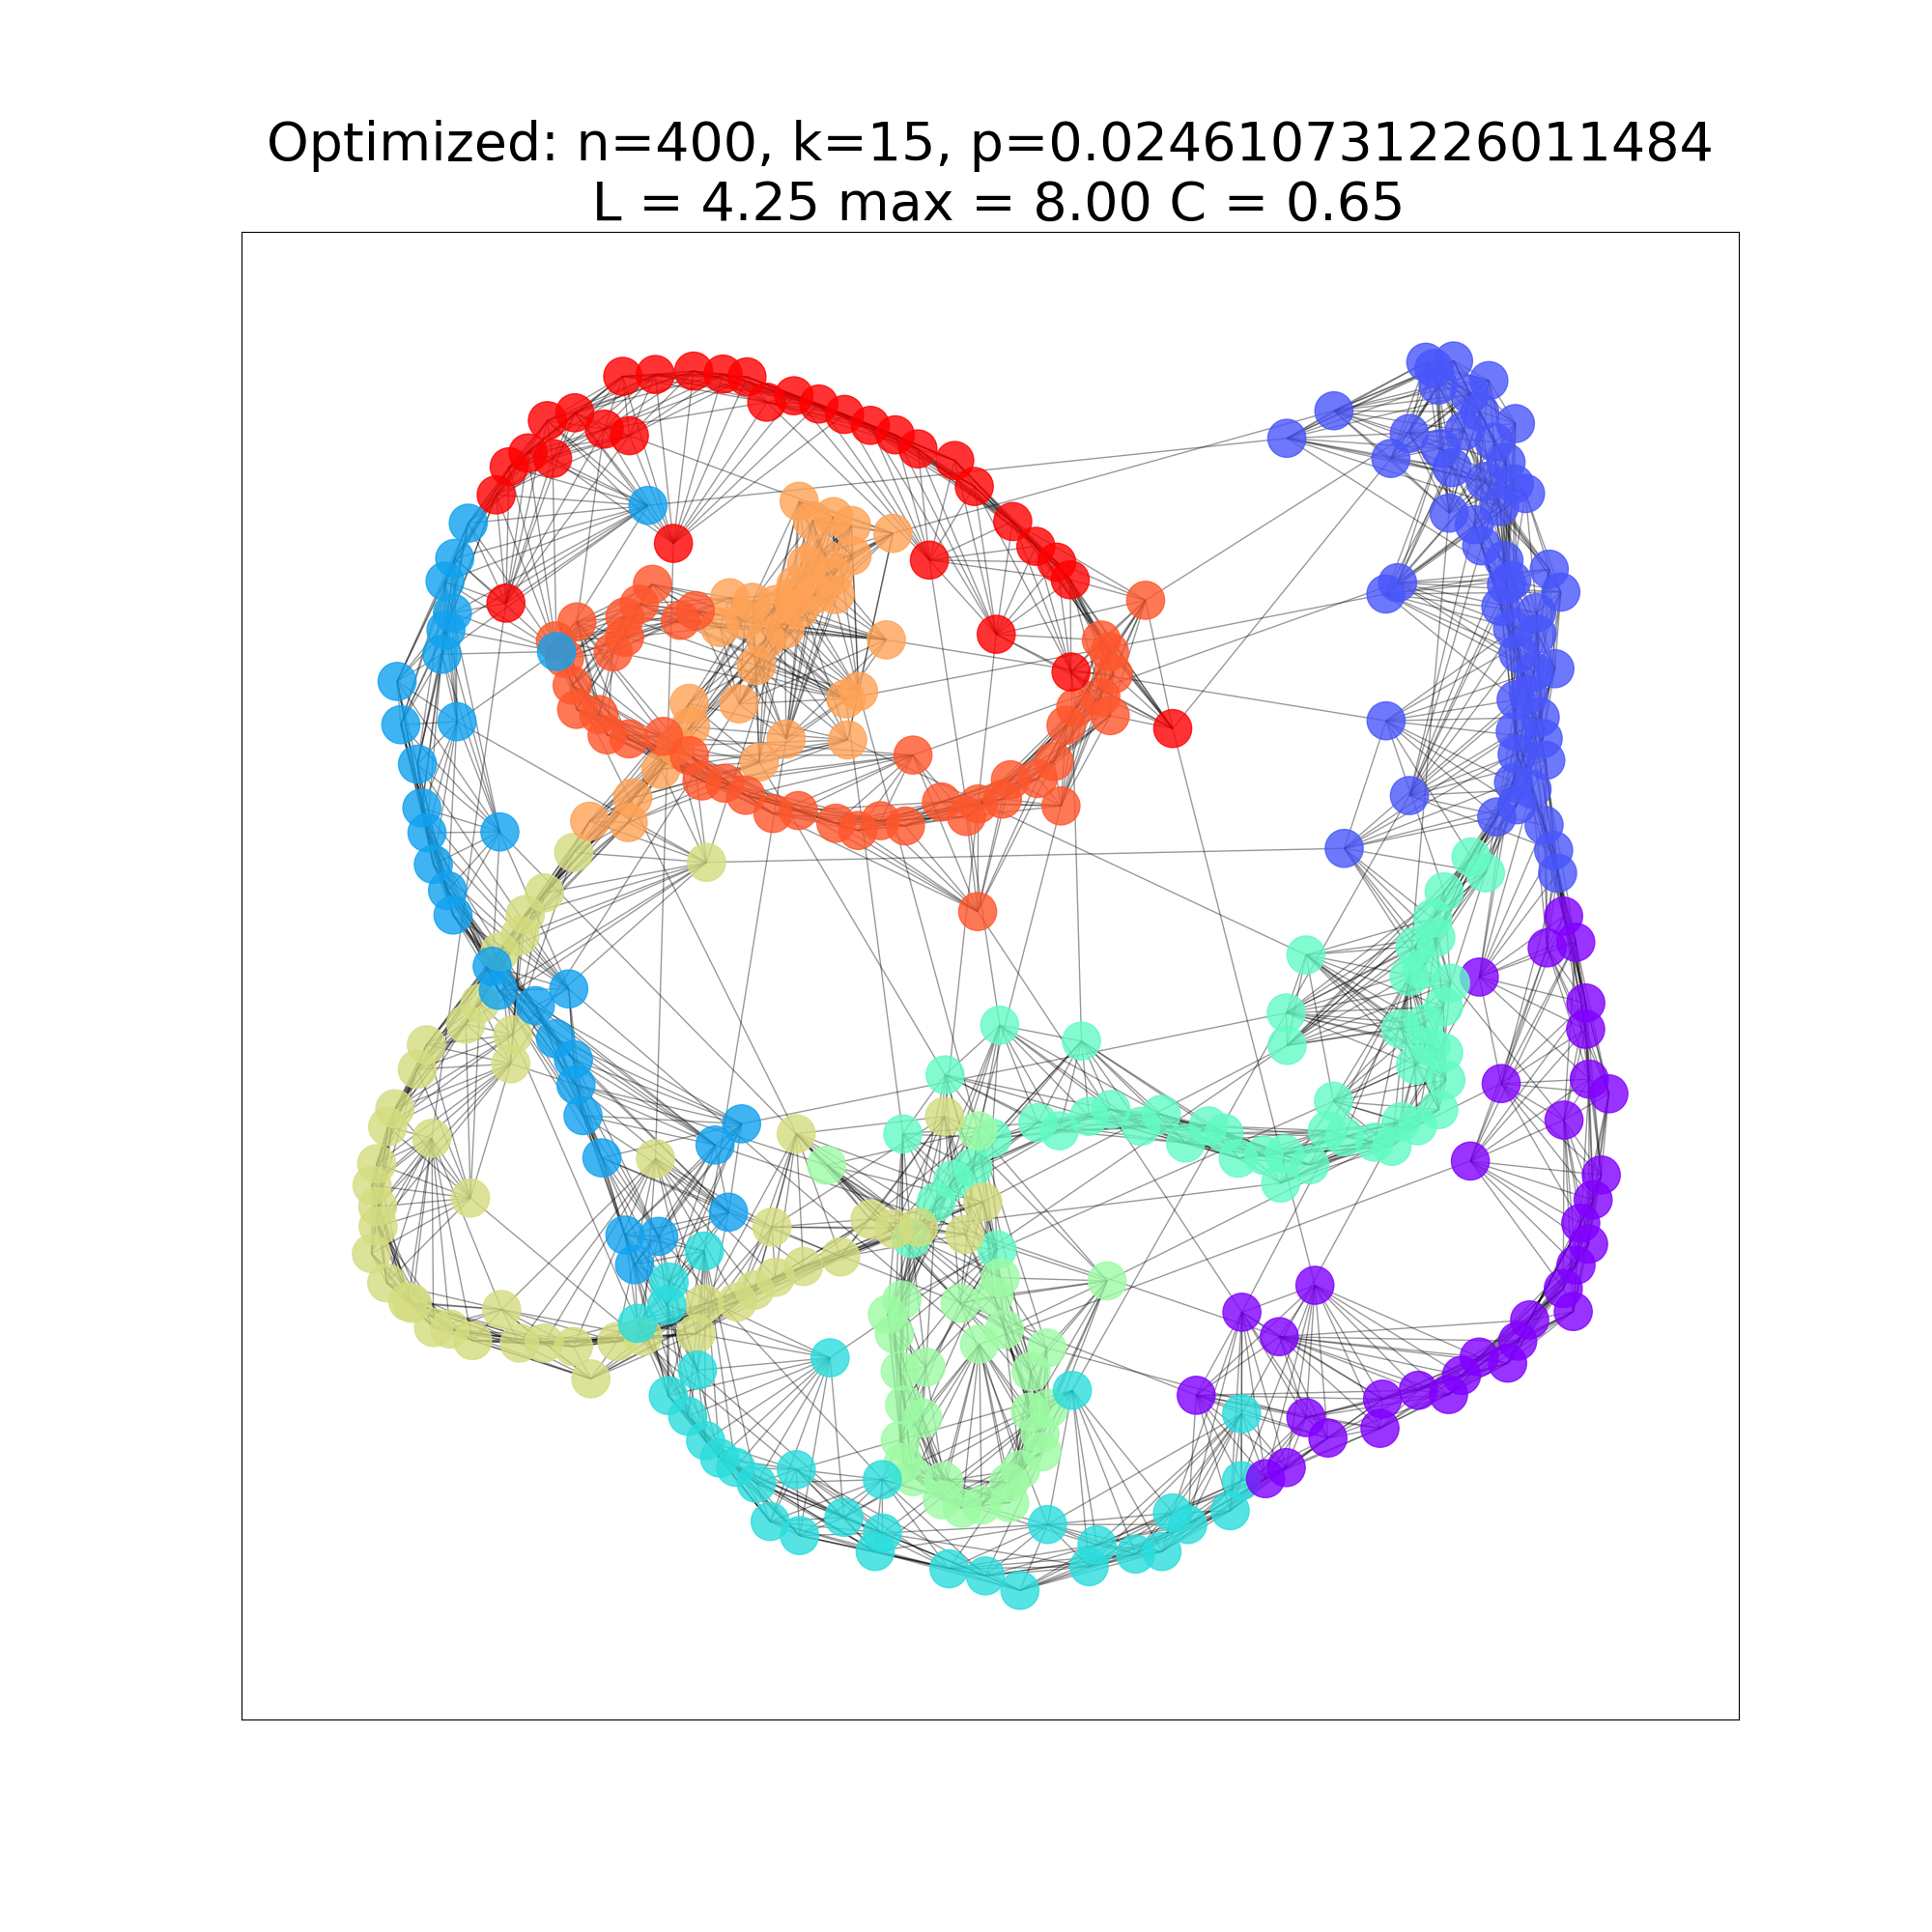 Optimized: n=400, k=15, p=0.024610731226011484
L = 4.25 max = 8.00 C = 0.65